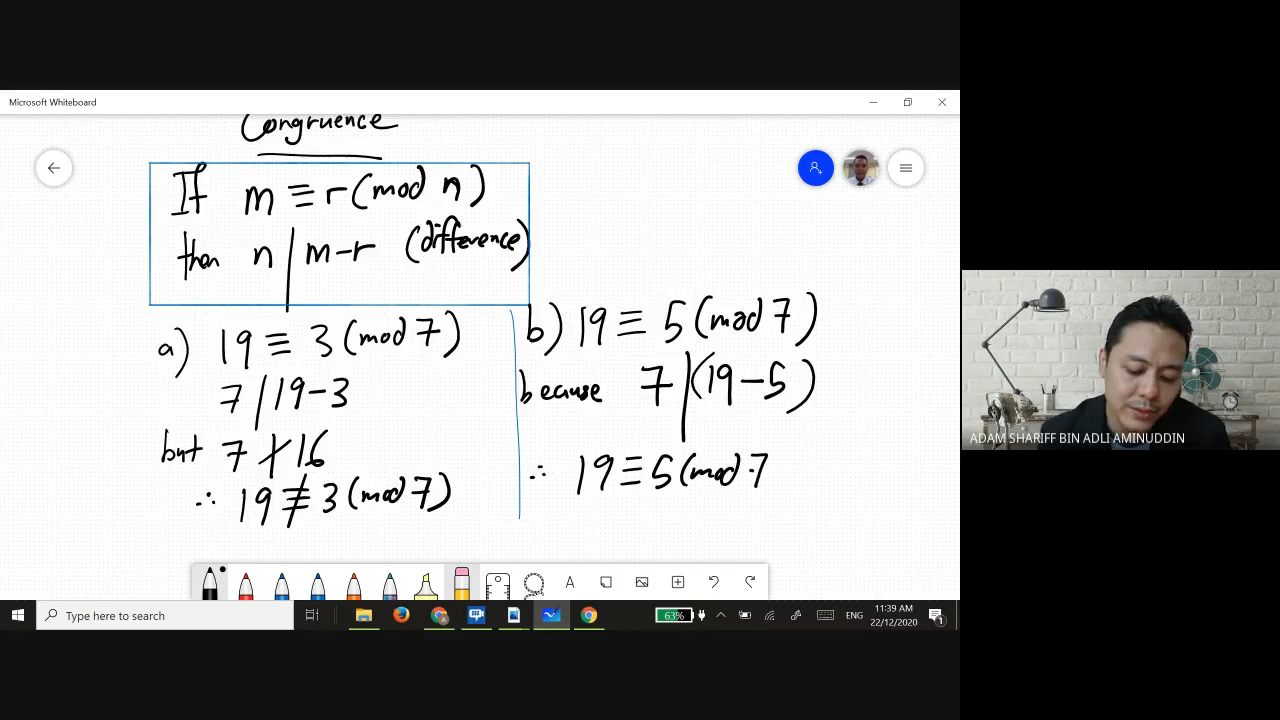 Microsoft Whiteboard
Congruence
If m ≡ r (mod n)
then n | m-r (difference)
a) 19 ≡ 3 (mod 7)
7 | 19-3
but 7 ∤ 16
∴ 19 ≢ 3 (mod 7)
b) 19 ≡ 5 (mod 7)
because 7 | (19-5)
∴ 19 ≡ 5 (mod 7
ADAM SHARIFF BIN ADLI AMINUDDIN
A
Type here to search
63%
ENG
11:39 AM
22/12/2020
1